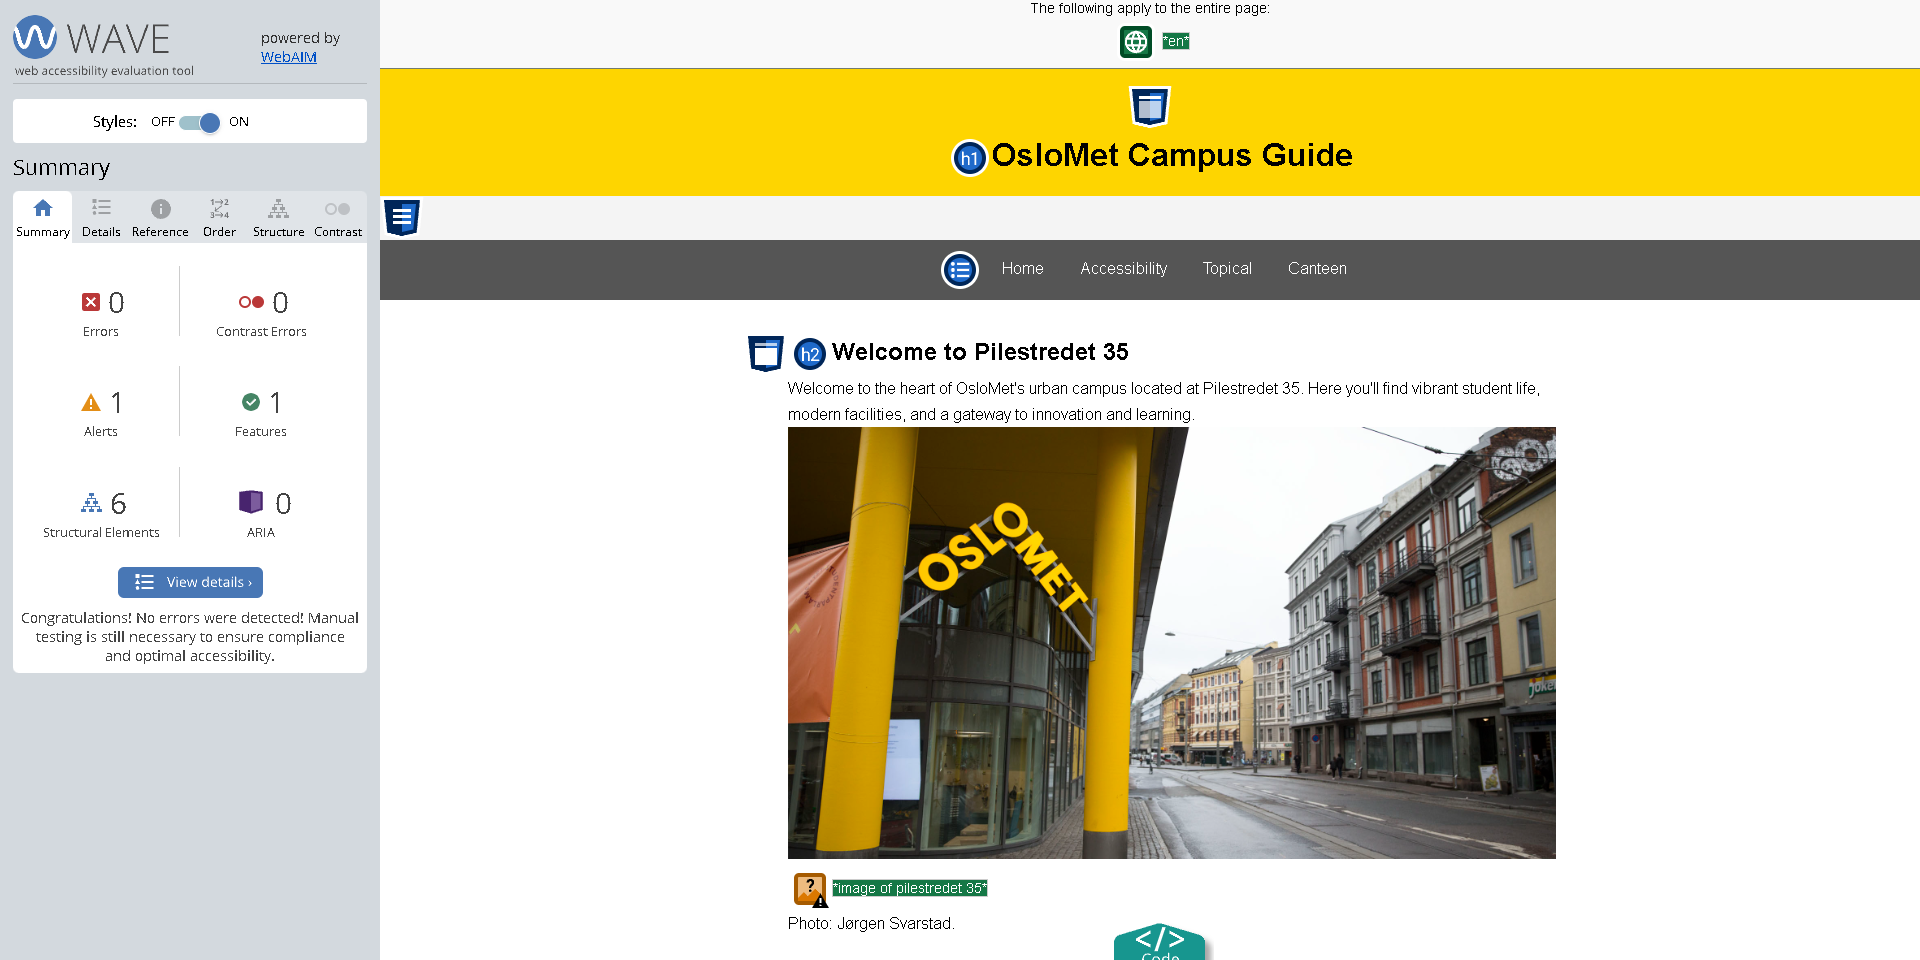 WAVE
web accessibility evaluation tool
powered by
WebAIM
Styles: OFF ON
Summary
Summary Details Reference Order Structure Contrast
0
Errors
0
Contrast Errors
1
Alerts
1
Features
6
Structural Elements
0
ARIA
View details ›
Congratulations! No errors were detected! Manual
testing is still necessary to ensure compliance
and optimal accessibility.
The following apply to the entire page:
*en*
h1 OsloMet Campus Guide
Home Accessibility Topical Canteen
h2 Welcome to Pilestredet 35
Welcome to the heart of OsloMet's urban campus located at Pilestredet 35. Here you'll find vibrant student life,
modern facilities, and a gateway to innovation and learning.
OSLOMET
Joker
*image of pilestredet 35*
Photo: Jørgen Svarstad.
</> Code